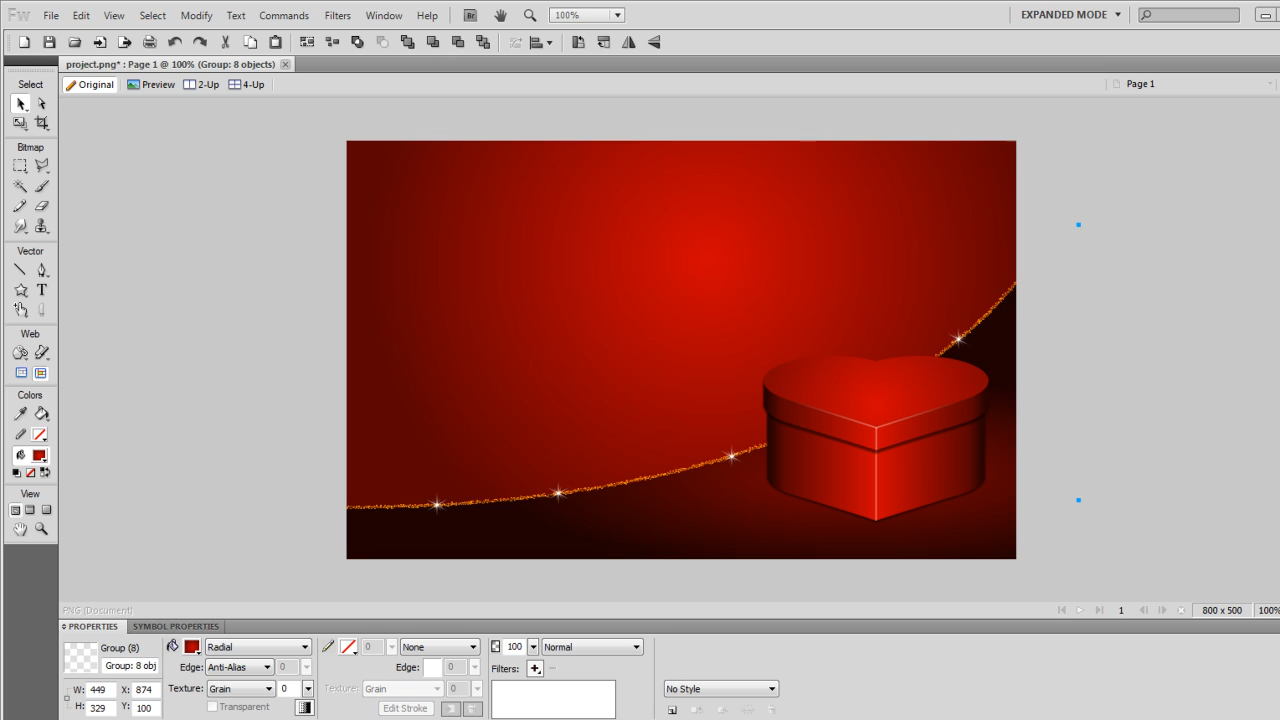 Fw File Edit View Select Modify Text Commands Filters Window Help Br 100% EXPANDED MODE
project.png* : Page 1 @ 100% (Group: 8 objects)
Original Preview 2-Up 4-Up Page 1
Select
Bitmap
Vector
T
Web
Colors
View
PNG (Document) 1 800 x 500 100%
PROPERTIES SYMBOL PROPERTIES
Group (8) Radial 0 None 100 Normal
Group: 8 obj Edge: Anti-Alias 0 Edge: 0 Filters:
W: 449 X: 874 Texture: Grain 0 Texture: Grain 0 No Style
H: 329 Y: 100 Transparent Edit Stroke